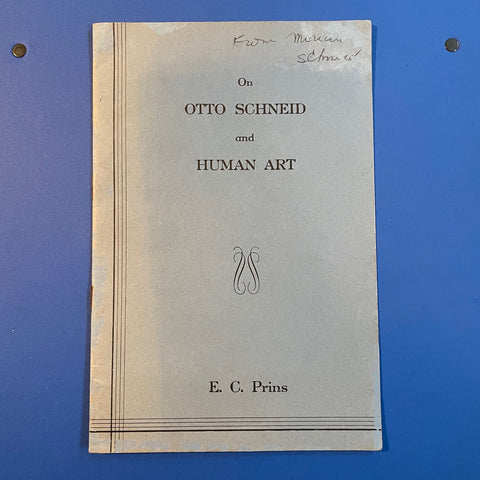 From Miriam
Schneid
On
OTTO SCHNEID
and
HUMAN ART
E. C. Prins